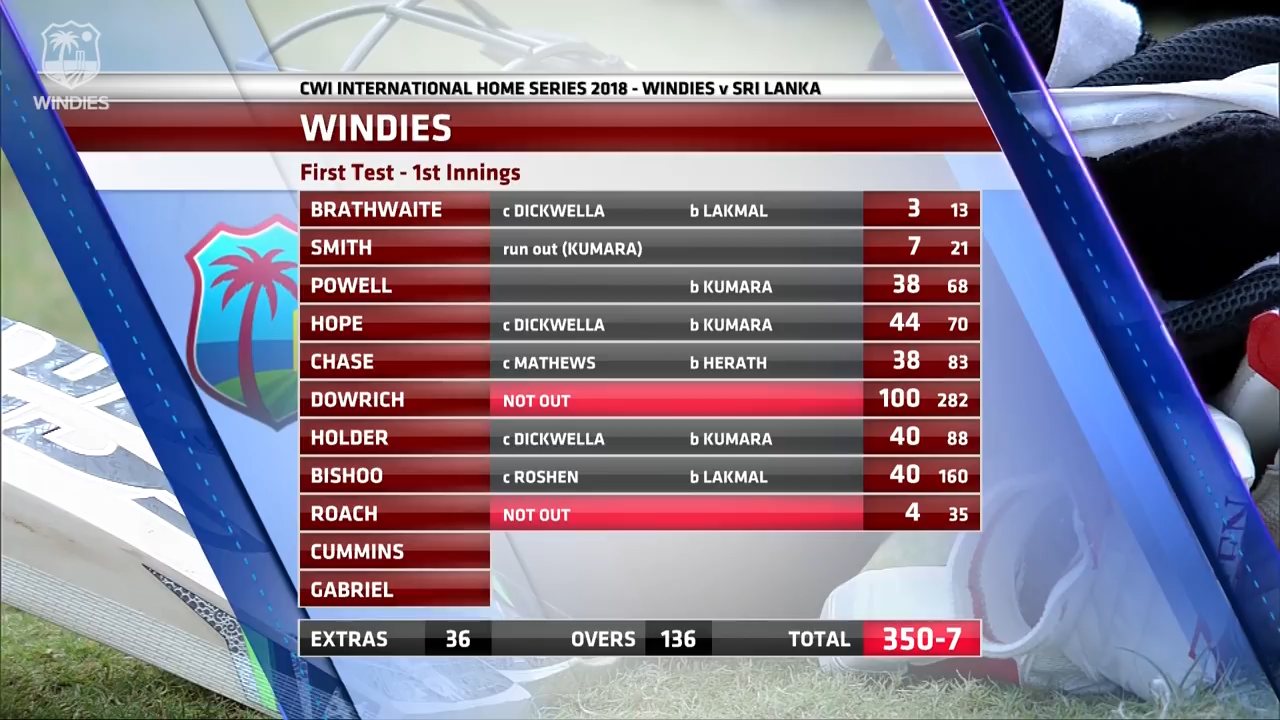 WINDIES
CWI INTERNATIONAL HOME SERIES 2018 - WINDIES v SRI LANKA
WINDIES
First Test - 1st Innings
BRATHWAITE c DICKWELLA b LAKMAL 3 13
SMITH run out (KUMARA) 7 21
POWELL b KUMARA 38 68
HOPE c DICKWELLA b KUMARA 44 70
CHASE c MATHEWS b HERATH 38 83
DOWRICH NOT OUT 100 282
HOLDER c DICKWELLA b KUMARA 40 88
BISHOO c ROSHEN b LAKMAL 40 160
ROACH NOT OUT 4 35
CUMMINS
GABRIEL
EXTRAS 36 OVERS 136 TOTAL 350-7